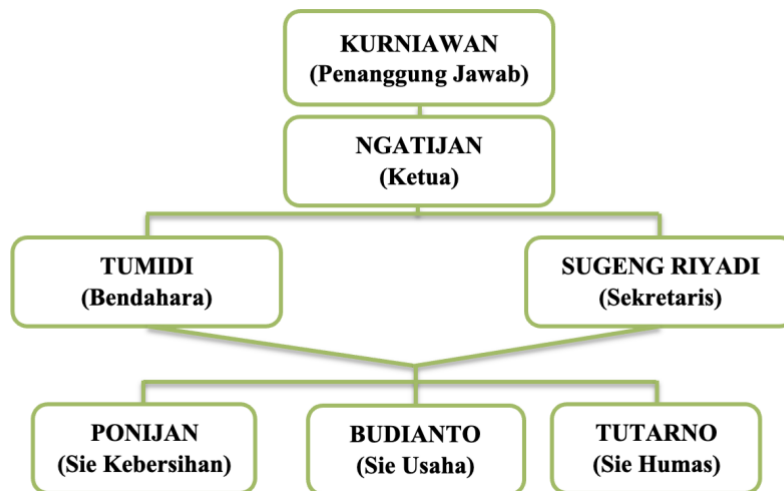 KURNIAWAN
(Penanggung Jawab)
NGATIJAN
(Ketua)
TUMIDI
(Bendahara)
SUGENG RIYADI
(Sekretaris)
PONIJAN
(Sie Kebersihan)
BUDIANTO
(Sie Usaha)
TUTARNO
(Sie Humas)